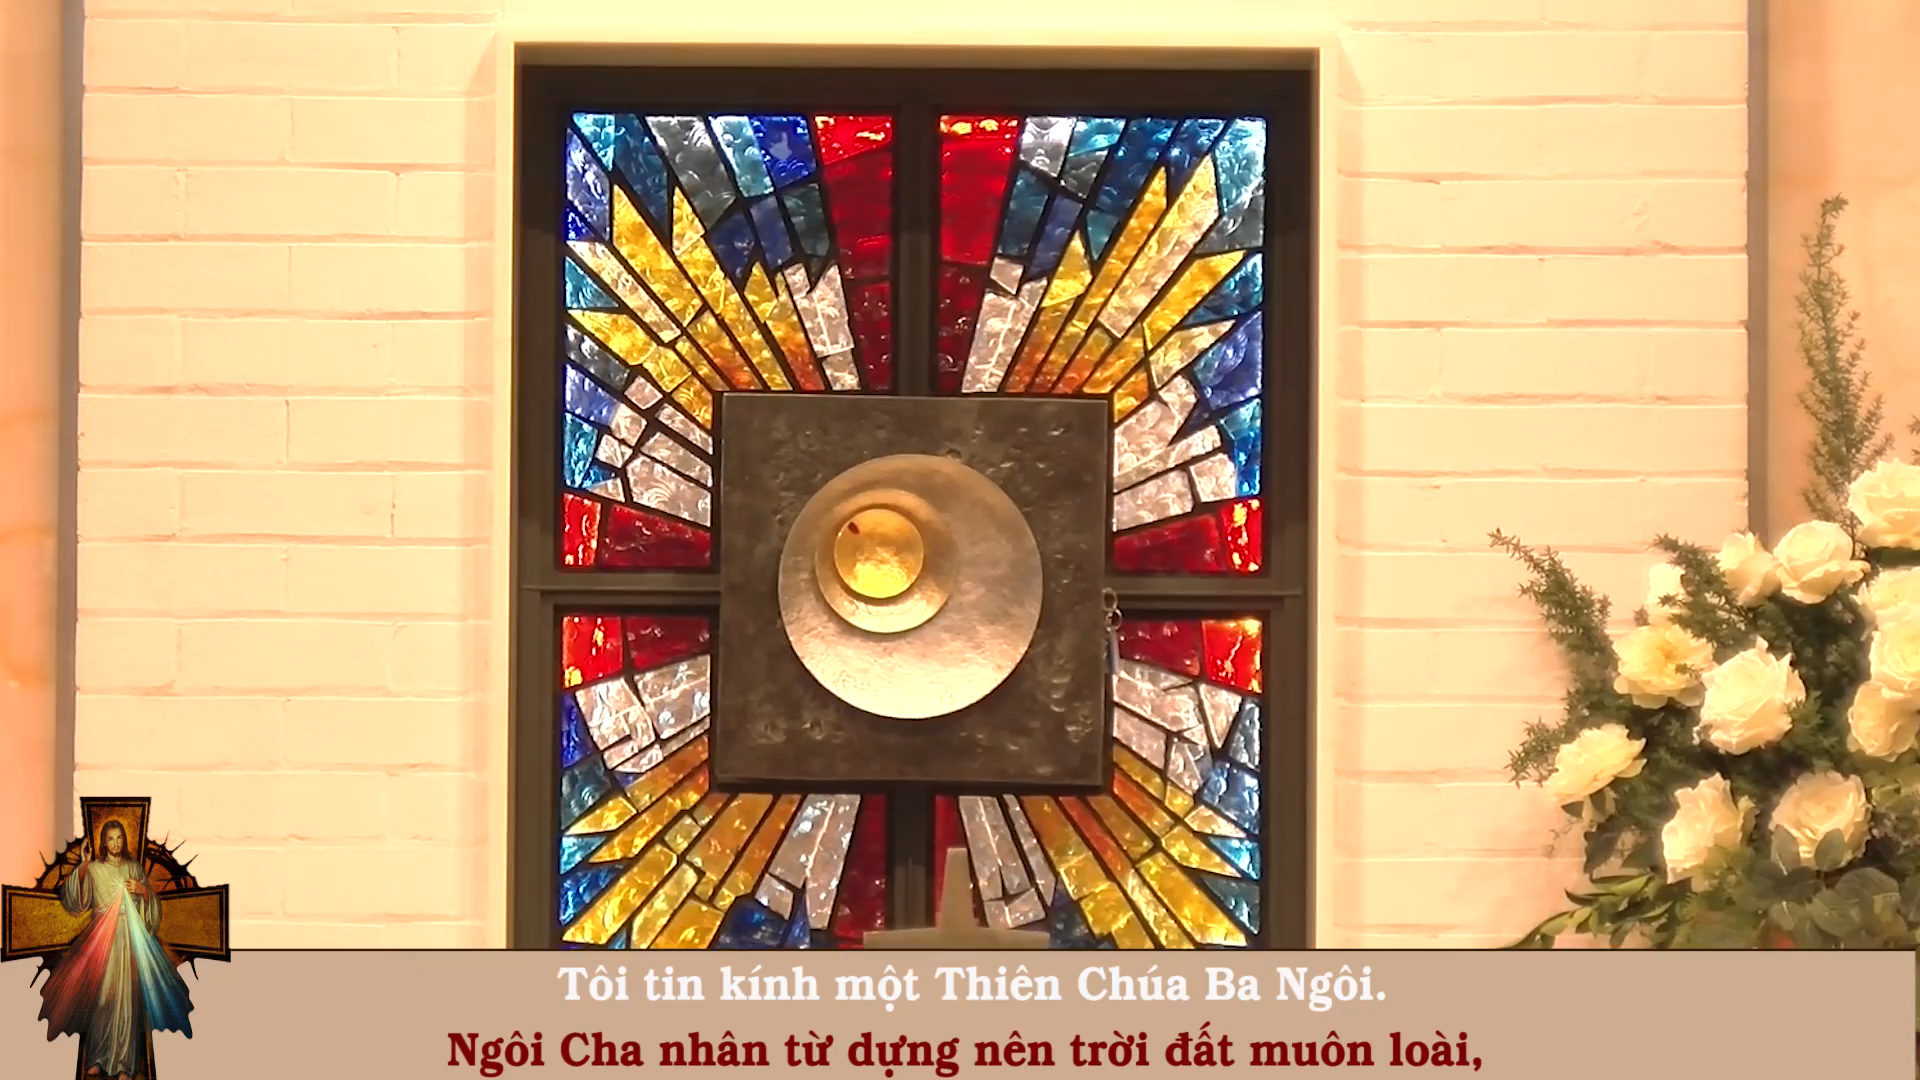 Tôi tin kính một Thiên Chúa Ba Ngôi.
Ngôi Cha nhân từ dựng nên trời đất muôn loài,